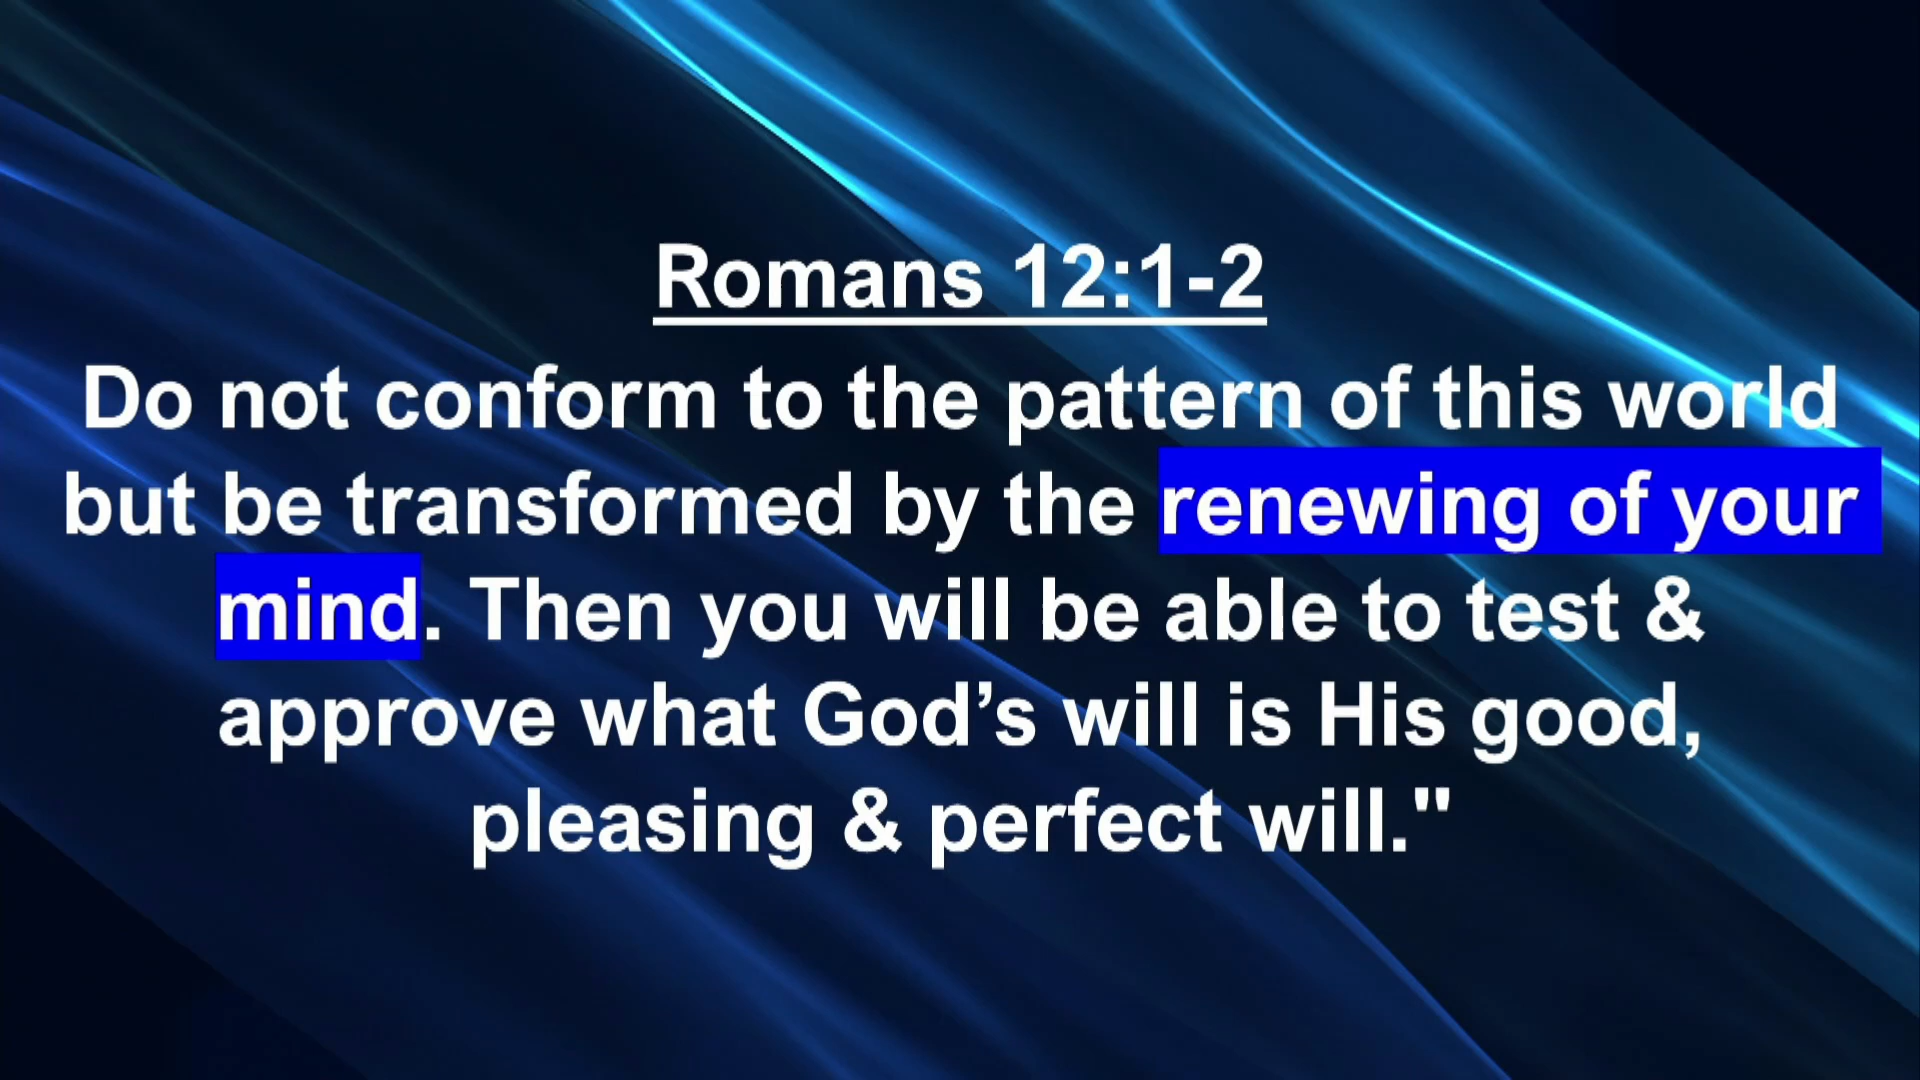 Romans 12:1-2
Do not conform to the pattern of this world
but be transformed by the renewing of your
mind. Then you will be able to test &
approve what God’s will is His good,
pleasing & perfect will."